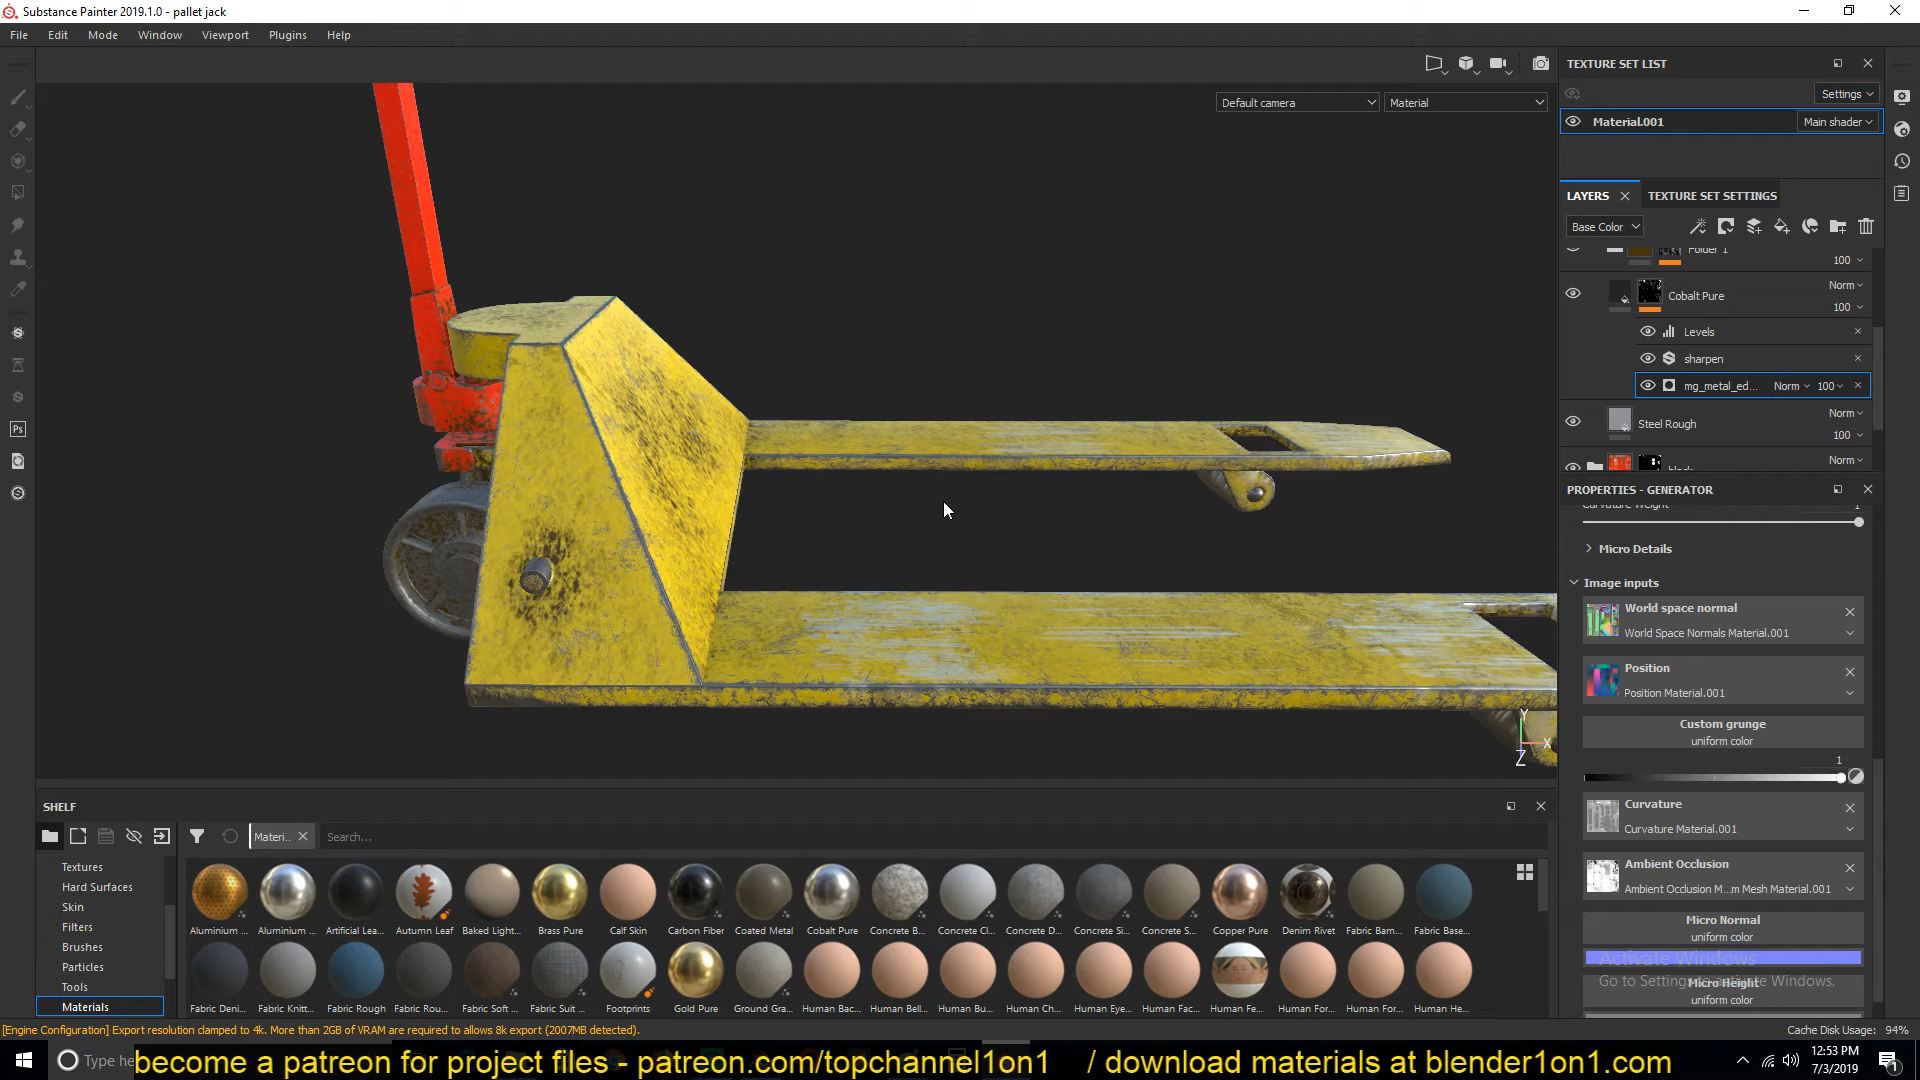 Substance Painter 2019.1.0 - pallet jack
File Edit Mode Window Viewport Plugins Help
Default camera
Material
TEXTURE SET LIST
Settings
Material.001
Main shader
LAYERS
TEXTURE SET SETTINGS
Base Color
Folder 1
100
Cobalt Pure
Norm
100
Levels
sharpen
mg_metal_ed... Norm 100
Steel Rough
Norm
100
Norm
PROPERTIES - GENERATOR
Curvature Weight
1
Micro Details
Image inputs
World space normal
World Space Normals Material.001
Position
Position Material.001
Custom grunge
uniform color
1
Curvature
Curvature Material.001
Ambient Occlusion
Ambient Occlusion M...m Mesh Material.001
Micro Normal
uniform color
Activate Windows
Go to Settings to activate Windows.
Micro Height
uniform color
Y
X
Z
SHELF
Materi...
Search...
Textures
Hard Surfaces
Skin
Filters
Brushes
Particles
Tools
Materials
Aluminium ... Aluminium ... Artificial Lea... Autumn Leaf Baked Light... Brass Pure Calf Skin Carbon Fiber Coated Metal Cobalt Pure Concrete B... Concrete Cl... Concrete D... Concrete Si... Concrete S... Copper Pure Denim Rivet Fabric Bam... Fabric Base...
Fabric Deni... Fabric Knitt... Fabric Rough Fabric Rou... Fabric Soft ... Fabric Suit ... Footprints Gold Pure Ground Gra... Human Bac... Human Bell... Human Bu... Human Ch... Human Eye... Human Fac... Human Fe... Human For... Human For... Human He...
[Engine Configuration] Export resolution clamped to 4k. More than 2GB of VRAM are required to allows 8k export (2007MB detected).
Cache Disk Usage: 94%
Ps
Type he
become a patreon for project files - patreon.com/topchannel1on1 / download materials at blender1on1.com
12:53 PM
7/3/2019
1